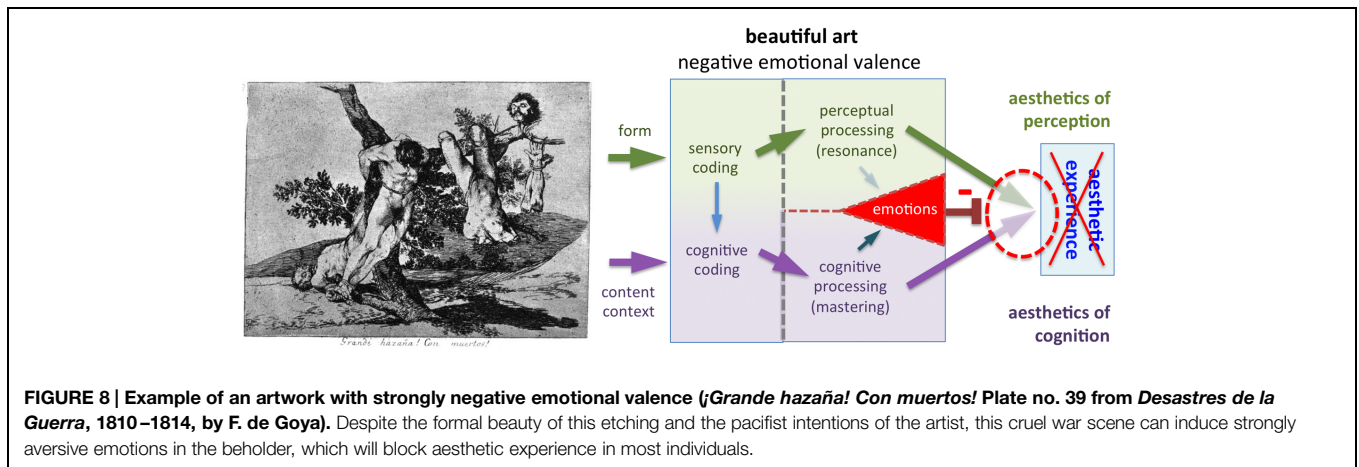 beautiful art
negative emotional valence
form
content
context
sensory
coding
cognitive
coding
perceptual
processing
(resonance)
emotions
-
cognitive
processing
(mastering)
aesthetics of
perception
aesthetic
experience
aesthetics of
cognition
Grande hazaña! Con muertos!
FIGURE 8 | Example of an artwork with strongly negative emotional valence (¡Grande hazaña! Con muertos! Plate no. 39 from Desastres de la
Guerra, 1810–1814, by F. de Goya). Despite the formal beauty of this etching and the pacifist intentions of the artist, this cruel war scene can induce strongly
aversive emotions in the beholder, which will block aesthetic experience in most individuals.